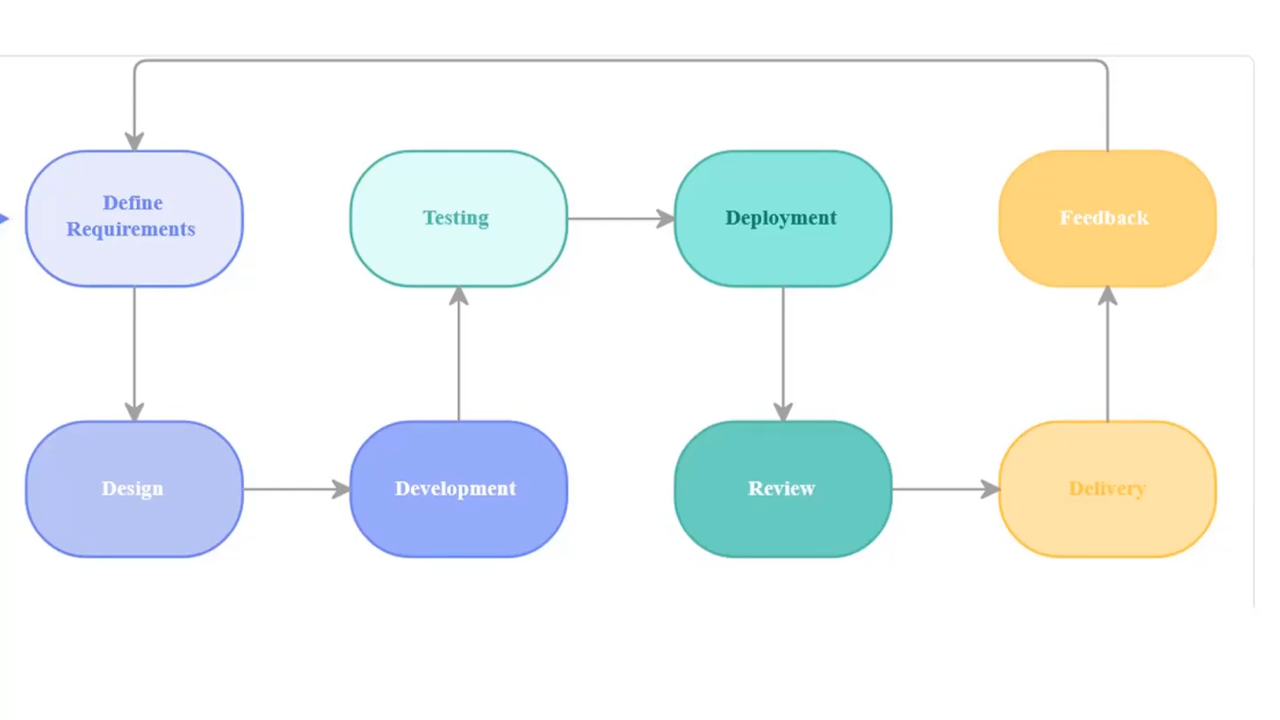 Define
Requirements
Testing
Deployment
Feedback
Design
Development
Review
Delivery